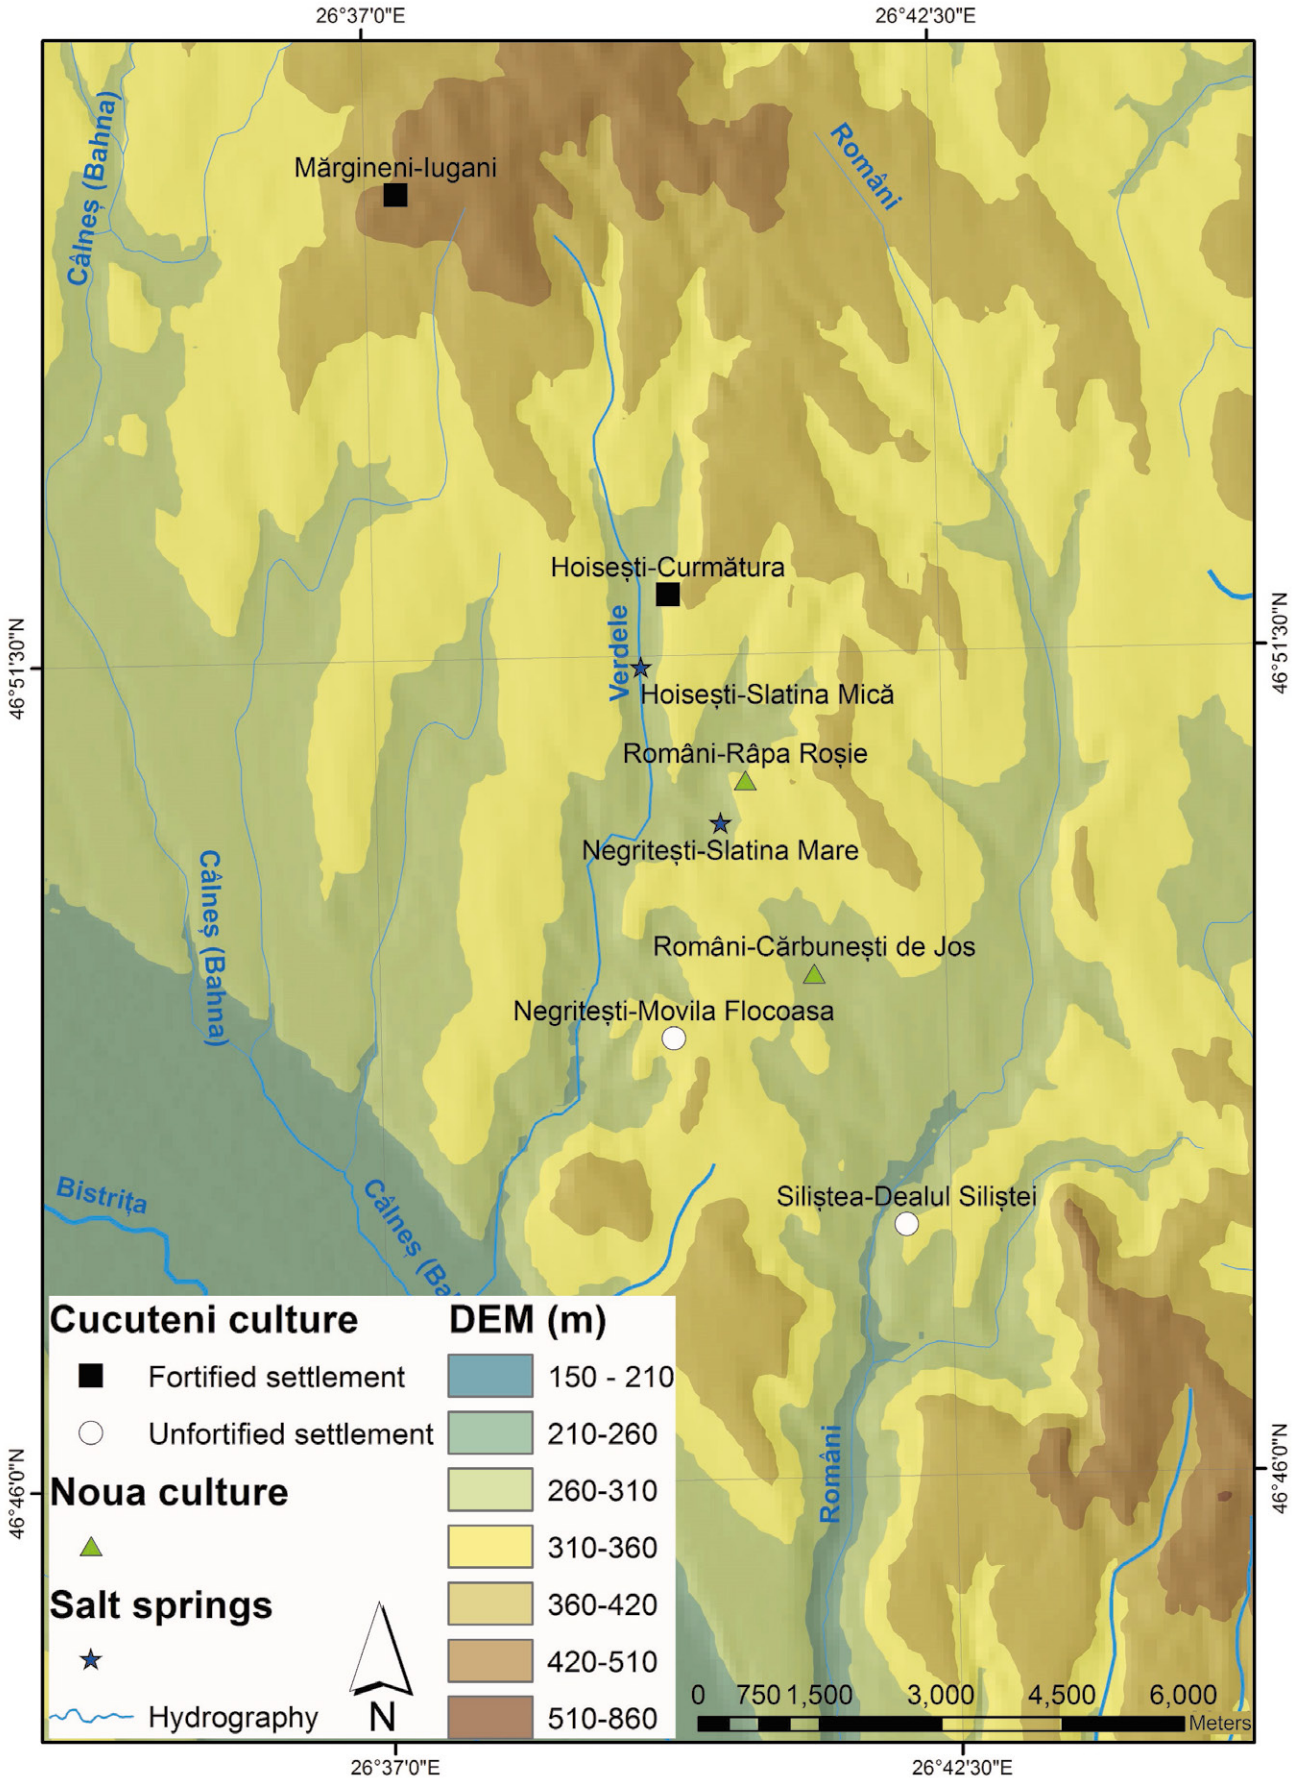 26°37'0"E
26°42'30"E
Câlneș (Bahna)
Români
Mărgineni-Iugani
Hoisești-Curmătura
Verdele
46°51'30"N
46°51'30"N
Hoisești-Slatina Mică
Români-Râpa Roșie
Negritești-Slatina Mare
Câlneș (Bahna)
Români-Cărbunești de Jos
Negritești-Movila Flocoasa
Bistrița
Câlneș (Ba
Siliștea-Dealul Siliștei
Români
46°46'0"N
46°46'0"N
Cucuteni culture
Fortified settlement
Unfortified settlement
Noua culture
Salt springs
Hydrography
N
DEM (m)
150 - 210
210-260
260-310
310-360
360-420
420-510
510-860
0 750 1,500 3,000 4,500 6,000
Meters
26°37'0"E
26°42'30"E